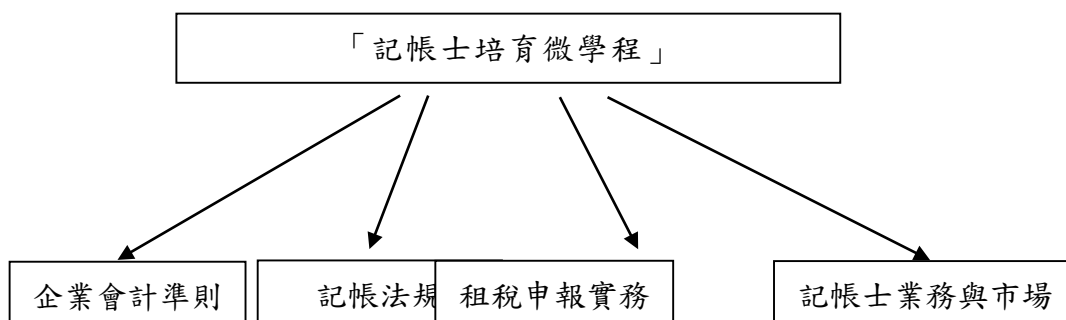 「記帳士培育微學程」
企業會計準則
記帳法規
租稅申報實務
記帳士業務與市場